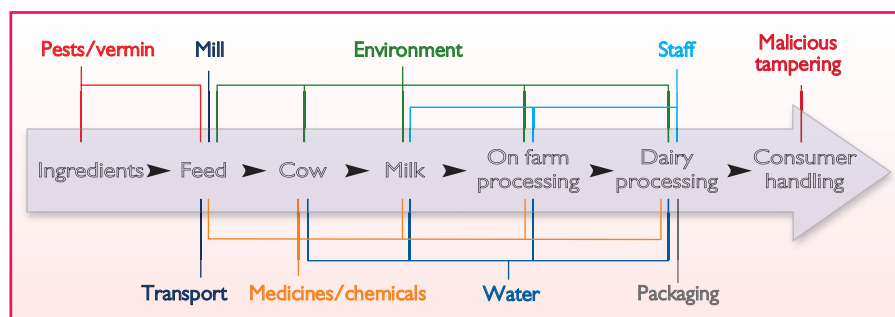 Pests/vermin Mill Environment Staff Malicious
tampering
Ingredients Feed Cow Milk On farm
processing Dairy
processing Consumer
handling
Transport Medicines/chemicals Water Packaging